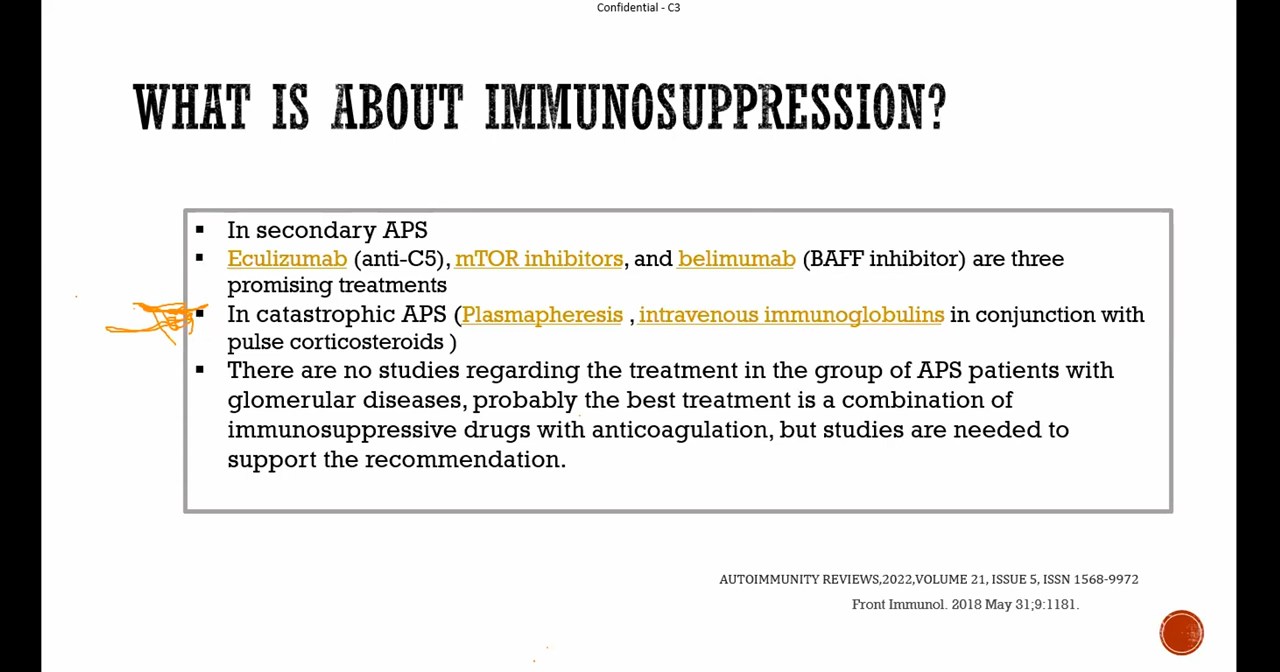 Confidential - C3
WHAT IS ABOUT IMMUNOSUPPRESSION?
▪ In secondary APS
▪ Eculizumab (anti-C5), mTOR inhibitors, and belimumab (BAFF inhibitor) are three
promising treatments
▪ In catastrophic APS (Plasmapheresis , intravenous immunoglobulins in conjunction with
pulse corticosteroids )
▪ There are no studies regarding the treatment in the group of APS patients with
glomerular diseases, probably the best treatment is a combination of
immunosuppressive drugs with anticoagulation, but studies are needed to
support the recommendation.
AUTOIMMUNITY REVIEWS,2022,VOLUME 21, ISSUE 5, ISSN 1568-9972
Front Immunol. 2018 May 31;9:1181.